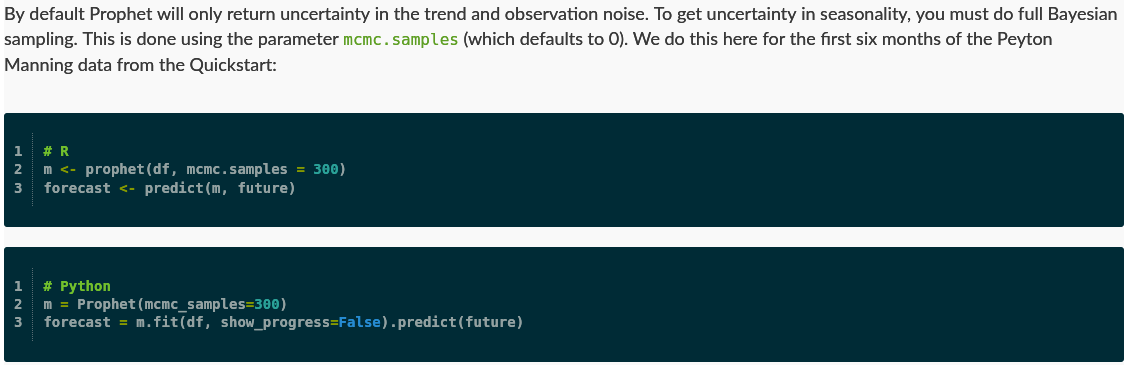 By default Prophet will only return uncertainty in the trend and observation noise. To get uncertainty in seasonality, you must do full Bayesian
sampling. This is done using the parameter mcmc.samples (which defaults to 0). We do this here for the first six months of the Peyton
Manning data from the Quickstart:
1 # R
2 m <- prophet(df, mcmc.samples = 300)
3 forecast <- predict(m, future)
1 # Python
2 m = Prophet(mcmc_samples=300)
3 forecast = m.fit(df, show_progress=False).predict(future)